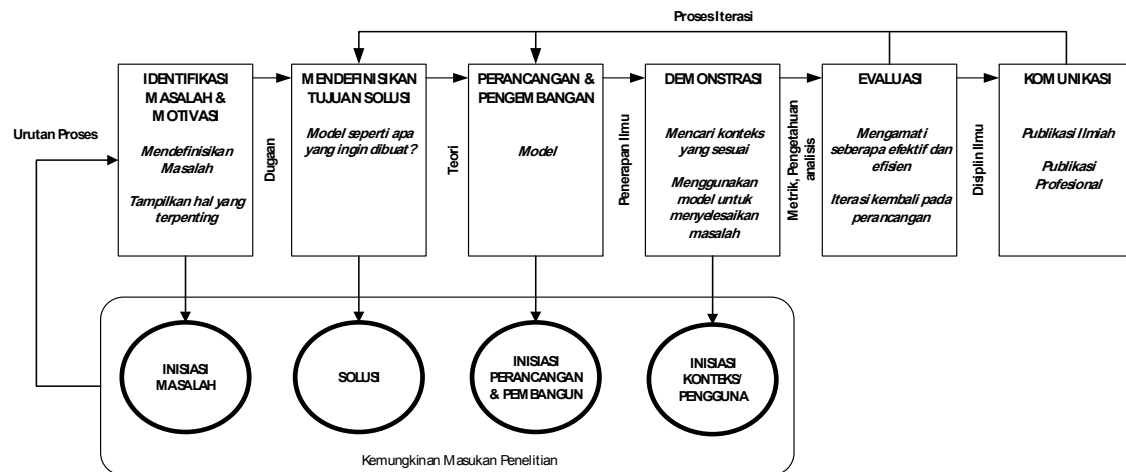 Proses Iterasi
IDENTIFIKASI
MASALAH &
MOTIVASI
Mendefinisikan
Masalah
Tampilkan hal yang
terpenting
MENDEFINISIKAN
TUJUAN SOLUSI
Model seperti apa
yang ingin dibuat?
PERANCANGAN &
PENGEMBANGAN
Model
DEMONSTRASI
Mencari konteks
yang sesuai
Menggunakan
model untuk
menyelesaikan
masalah
EVALUASI
Mengamati
seberapa efektif dan
efisien
Iterasi kembali pada
perancangan
KOMUNIKASI
Publikasi Ilmiah
Publikasi
Profesional
Urutan Proses
Dugaan
Teori
Penerapan Ilmu
Metrik, Pengetahuan
analisis
Disiplin Ilmu
INISIASI
MASALAH
SOLUSI
INISIASI
PERANCANGAN
& PEMBANGUN
INISIASI
KONTEKS/
PENGGUNA
Kemungkinan Masukan Penelitian